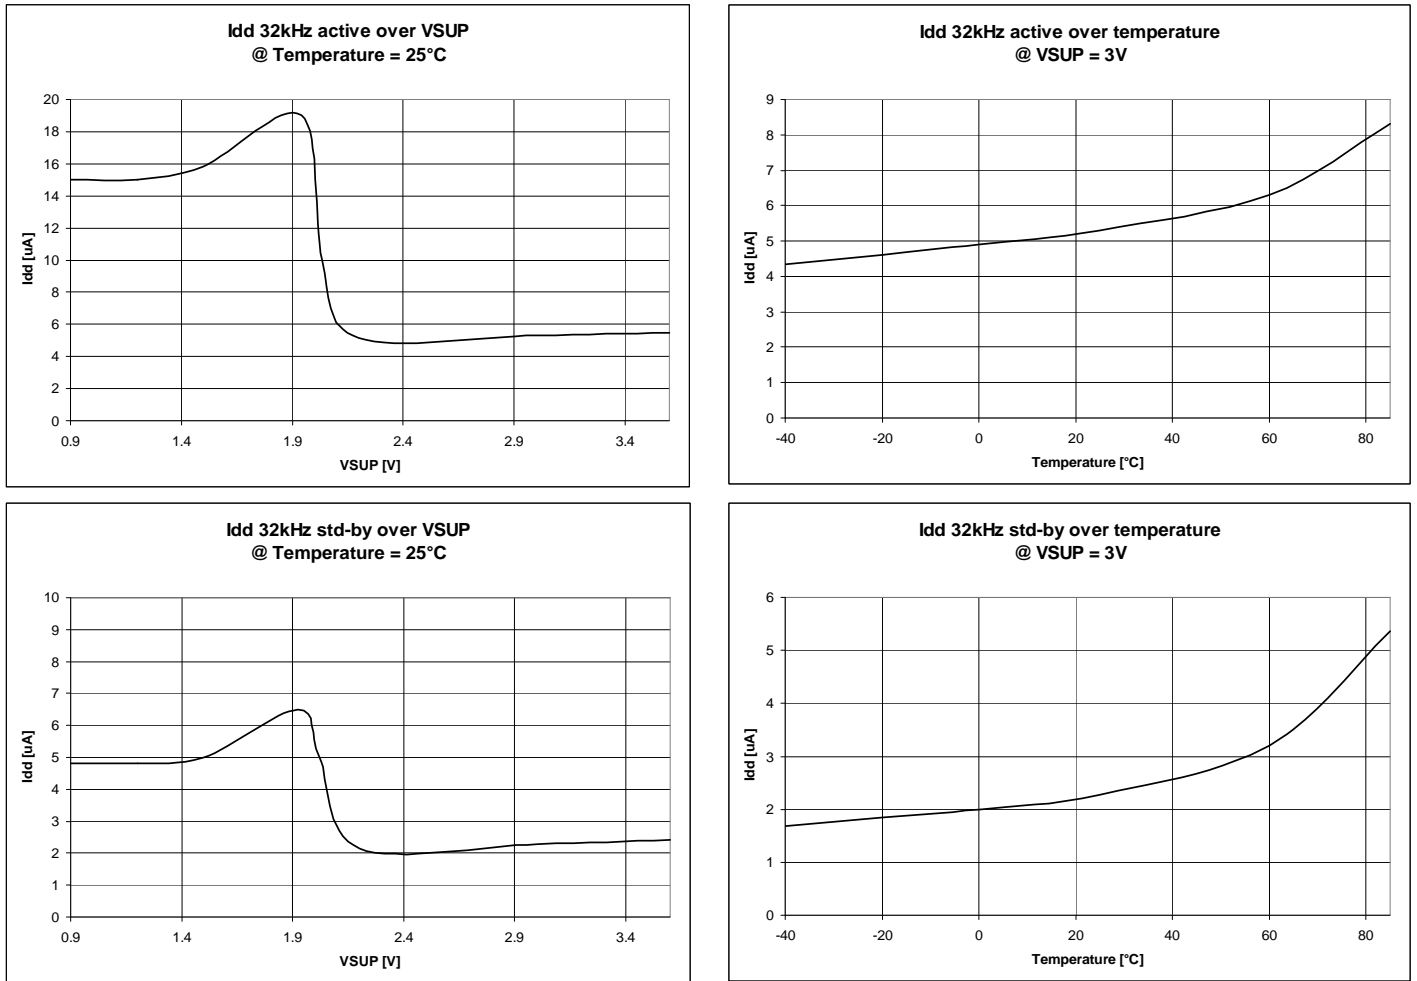 Idd 32kHz active over VSUP
@ Temperature = 25°C
20
18
16
14
12
10
8
6
4
2
0
Idd [uA]
0.9 1.4 1.9 2.4 2.9 3.4
VSUP [V]
Idd 32kHz active over temperature
@ VSUP = 3V
9
8
7
6
5
4
3
2
1
0
Idd [uA]
-40 -20 0 20 40 60 80
Temperature [°C]
Idd 32kHz std-by over VSUP
@ Temperature = 25°C
10
9
8
7
6
5
4
3
2
1
0
Idd [uA]
0.9 1.4 1.9 2.4 2.9 3.4
VSUP [V]
Idd 32kHz std-by over temperature
@ VSUP = 3V
6
5
4
3
2
1
0
Idd [uA]
-40 -20 0 20 40 60 80
Temperature [°C]